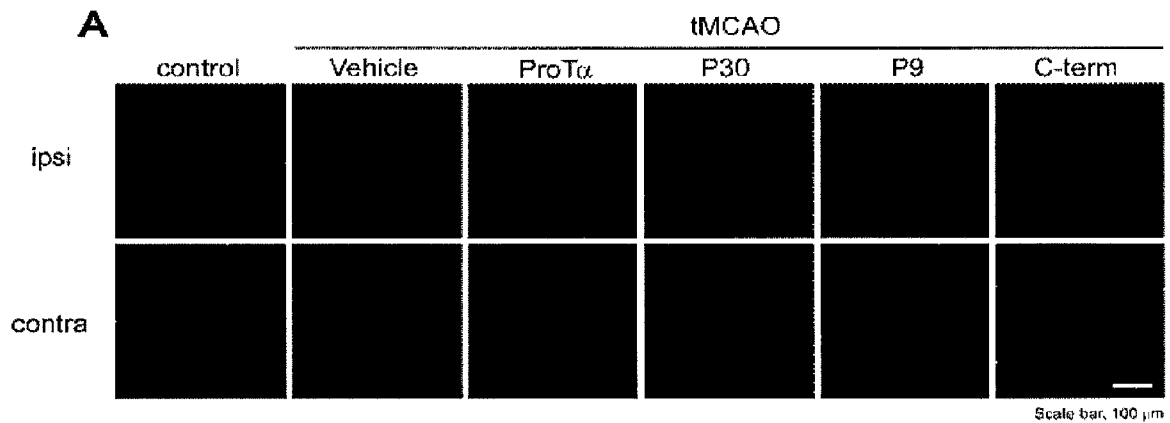 A
tMCAO
control Vehicle ProTα P30 P9 C-term
ipsi
contra
Scale bar, 100 μm